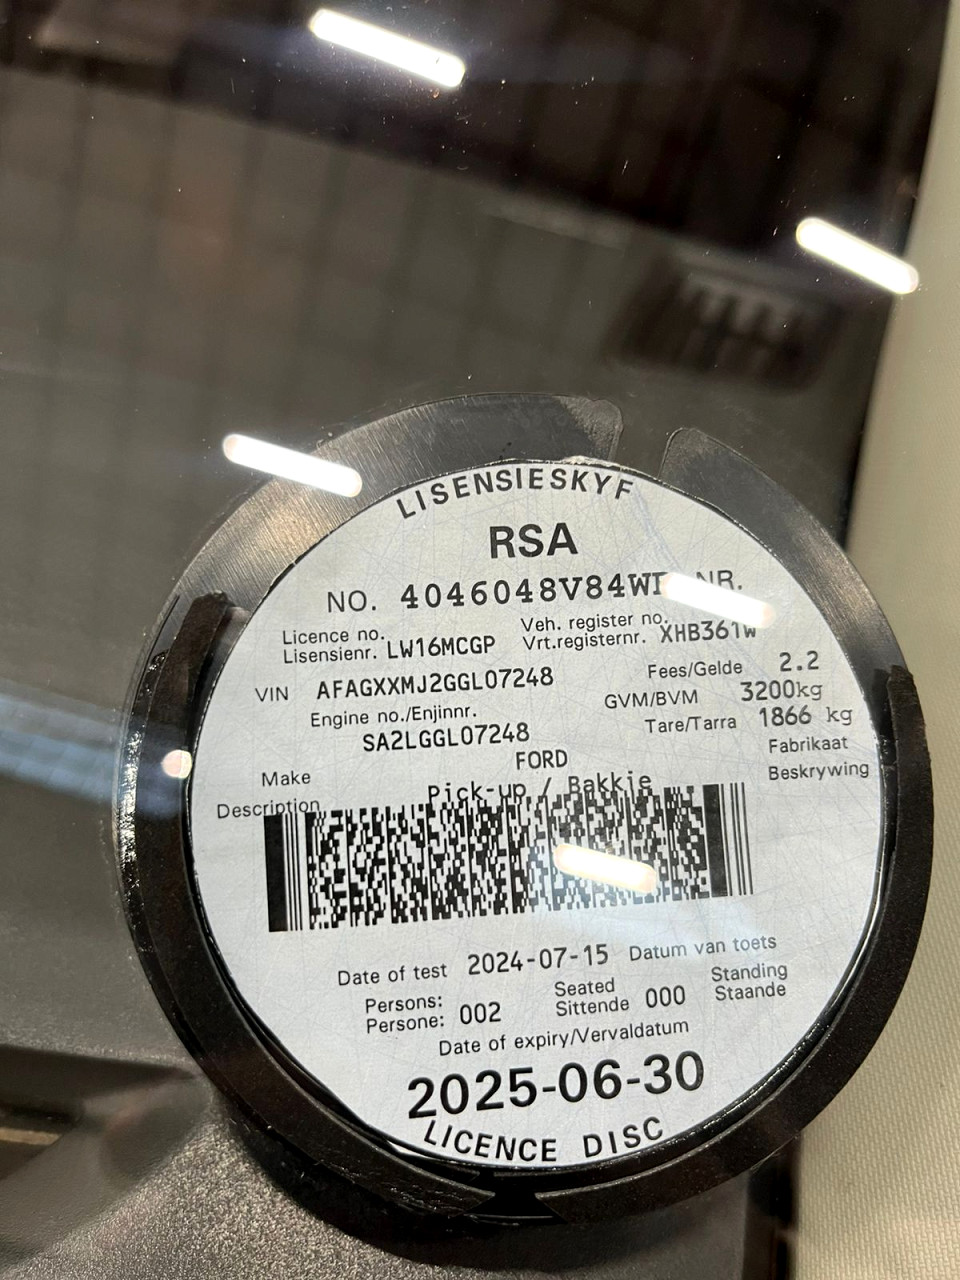 LISENSIESKYF
RSA
NO. NR.
Licence no. Veh. register no.
Lisensienr. LW16MCGP Vrt.registernr. XHB361W
VIN AFAGXXMJ2GGL07248 Fees/Gelde 2.2
Engine no./Enjinnr. GVM/BVM 3200kg
SA2LGGL07248 Tare/Tarra 1866 kg
Make FORD Fabrikaat
Description Pick-up / Bakkie Beskrywing
Date of test 2024-07-15 Datum van toets
Persons: Seated Standing
Persone: 002 Sittende 000 Staande
Date of expiry/Vervaldatum
2025-06-30
LICENCE DISC